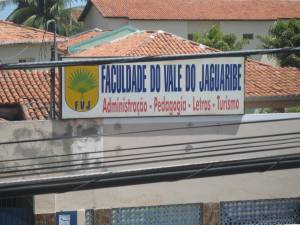 FACULDADE DO VALE DO JAGUARIBE
Administração - Pedagogia - Letras - Turismo
FVJ